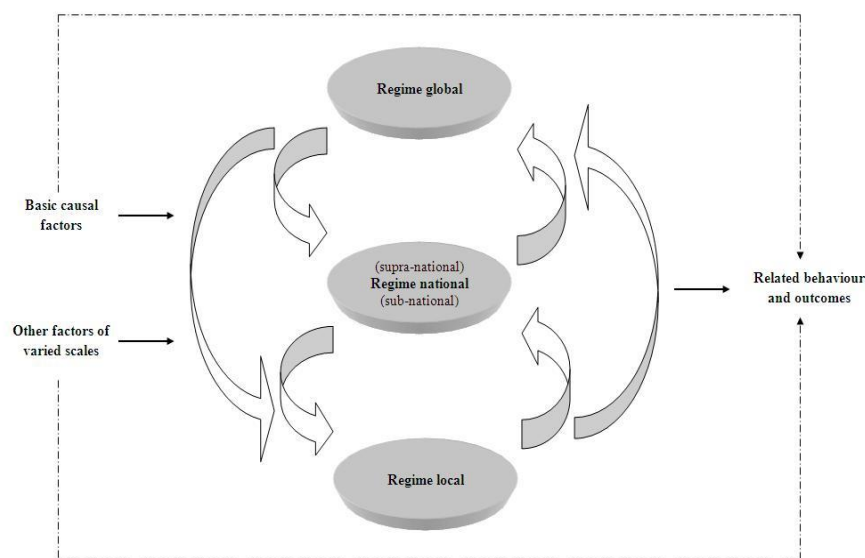 Regime global
Basic causal
factors
(supra-national)
Regime national
(sub-national)
Related behaviour
and outcomes
Other factors of
varied scales
Regime local